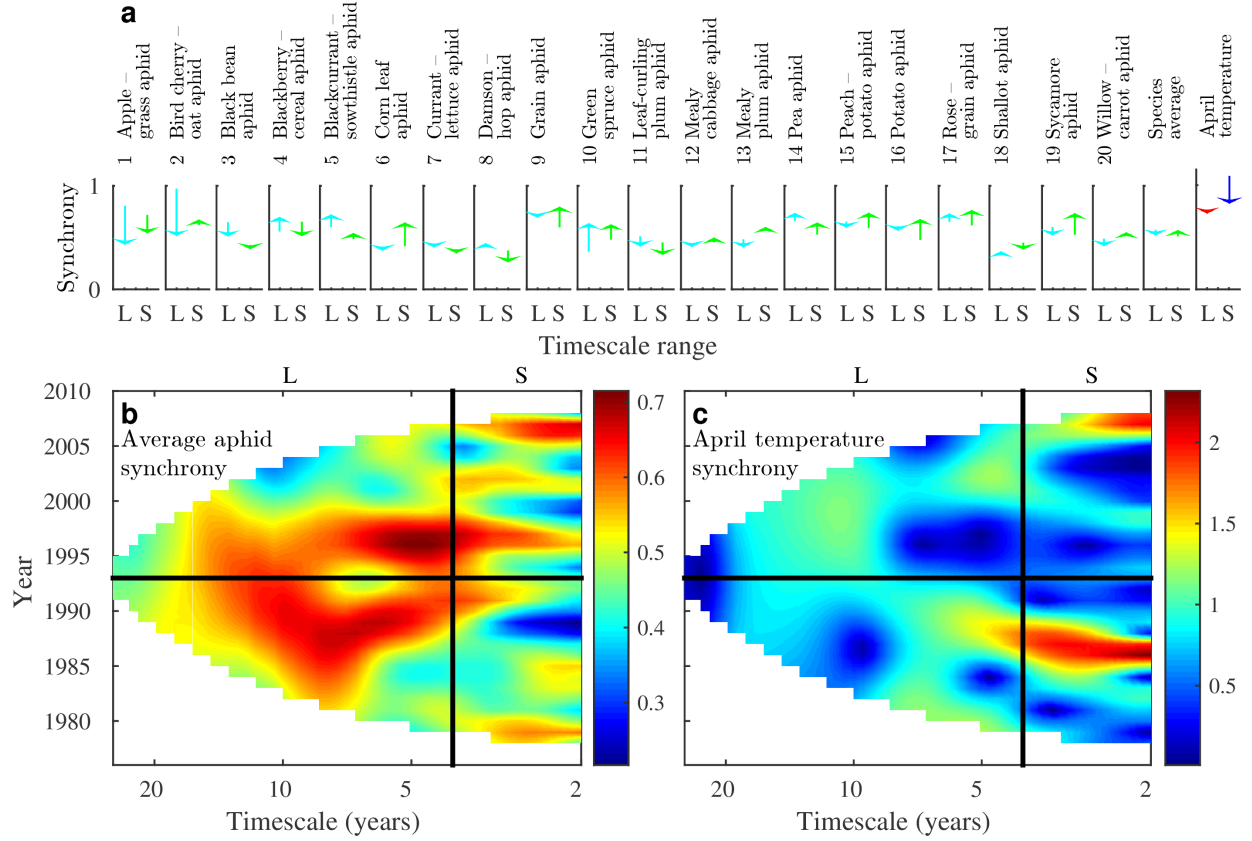 a
1 Apple –
grass aphid
2 Bird cherry –
oat aphid
3 Black bean
aphid
4 Blackberry –
cereal aphid
5 Blackcurrant –
sowthistle aphid
6 Corn leaf
aphid
7 Currant –
lettuce aphid
8 Damson –
hop aphid
9 Grain aphid
10 Green
spruce aphid
11 Leaf-curling
plum aphid
12 Mealy
cabbage aphid
13 Mealy
plum aphid
14 Pea aphid
15 Peach –
potato aphid
16 Potato aphid
17 Rose –
grain aphid
18 Shallot aphid
19 Sycamore
aphid
20 Willow –
carrot aphid
Species
average
April
temperature
1
Synchrony
0
L S L S L S L S L S L S L S L S L S L S L S L S L S L S L S L S L S L S L S L S L S L S
Timescale range
L S
b
Average aphid
synchrony
2010
2005
2000
1995
1990
1985
1980
Year
20 10 5 2
Timescale (years)
0.7
0.6
0.5
0.4
0.3
L S
c
April temperature
synchrony
20 10 5 2
Timescale (years)
2
1.5
1
0.5